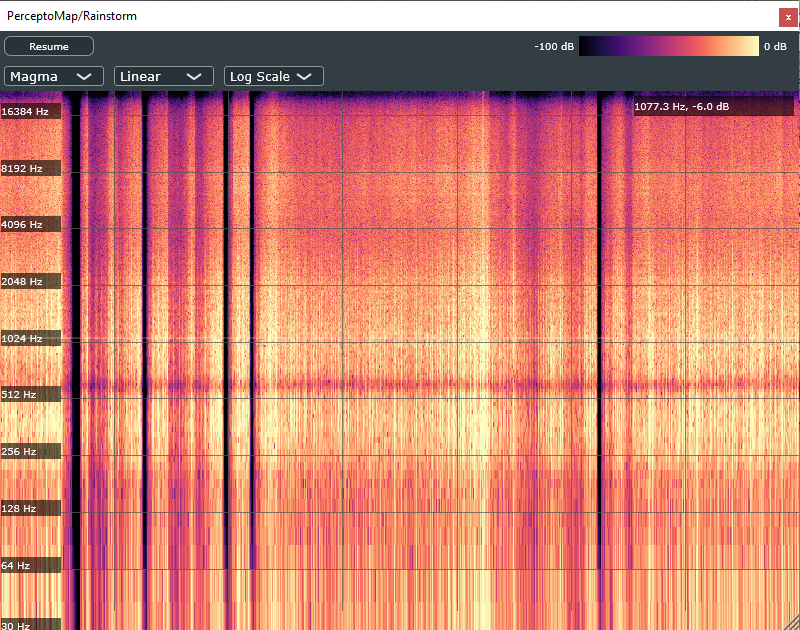 PerceptoMap/Rainstorm
x
Resume
-100 dB
0 dB
Magma
Linear
Log Scale
1077.3 Hz, -6.0 dB
16384 Hz
8192 Hz
4096 Hz
2048 Hz
1024 Hz
512 Hz
256 Hz
128 Hz
64 Hz
30 Hz